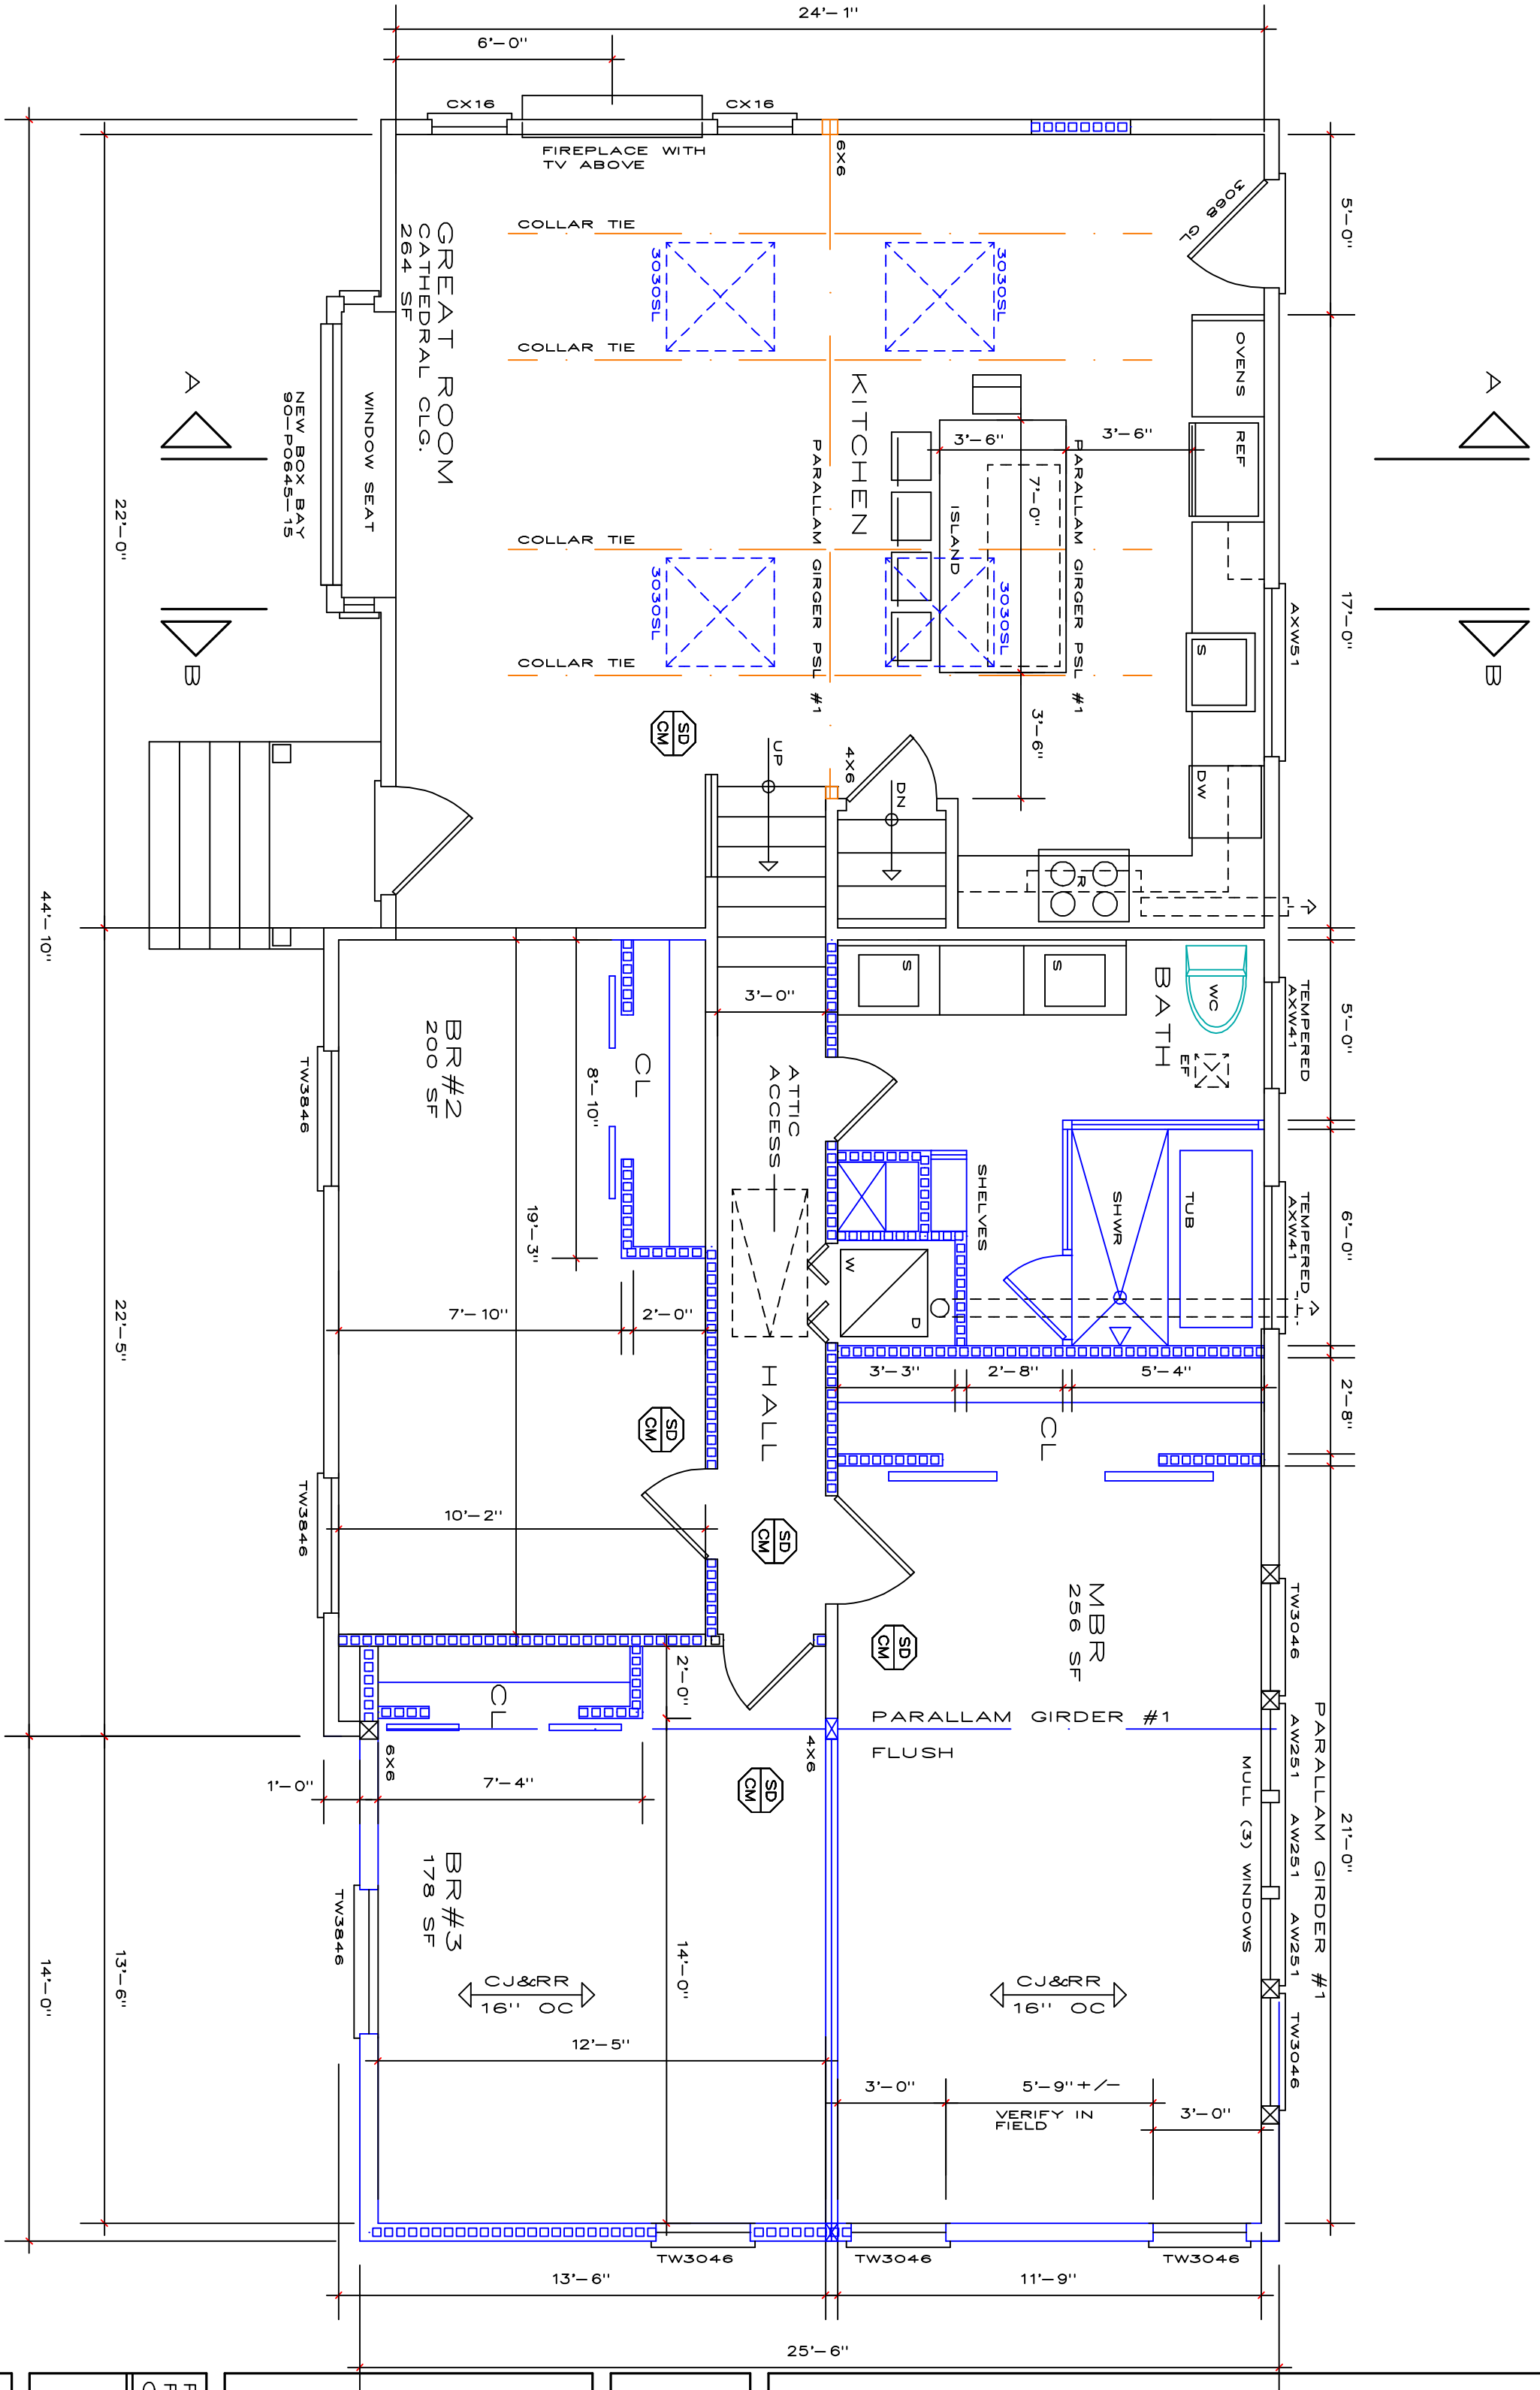 24'-1"
6'-0"
CX16
CX16
FIREPLACE WITH
TV ABOVE
6X6
3068 GL
5'-0"
COLLAR TIE
3030SL
3030SL
GREAT ROOM
CATHEDRAL CLG.
264 SF
COLLAR TIE
OVENS
A
A
KITCHEN
WINDOW SEAT
NEW BOX BAY
90-P0645-15
REF
3'-6"
3'-6"
PARALLAM GIRGER PSL #1
PARALLAM GIRGER PSL #1
7'-0"
ISLAND
22'-0"
17'-0"
COLLAR TIE
3030SL
3030SL
AXW51
S
B
B
COLLAR TIE
SD
CM
UP
4X6
3'-6"
DN
DW
R
44'-10"
3'-0"
S
S
BATH
WC
TEMPERED
AXW41
5'-0"
EF
BR#2
200 SF
CL
8'-10"
TW3846
ATTIC
ACCESS
SHELVES
SHWR
TUB
TEMPERED
AXW41
6'-0"
19'-3"
W
D
7'-10"
2'-0"
22'-5"
HALL
3'-3"
2'-8"
5'-4"
2'-8"
CL
SD
CM
10'-2"
TW3846
SD
CM
MBR
256 SF
TW3046
SD
CM
2'-0"
CL
PARALLAM GIRDER #1
FLUSH
PARALLAM GIRDER #1
AW251
AW251
AW251
MULL (3) WINDOWS
6X6
4X6
1'-0"
7'-4"
SD
CM
21'-0"
BR#3
178 SF
TW3846
14'-0"
13'-6"
14'-0"
CJ&RR
16" OC
CJ&RR
16" OC
TW3046
12'-5"
3'-0"
5'-9"+/-
VERIFY IN
FIELD
3'-0"
TW3046
TW3046
TW3046
13'-6"
11'-9"
25'-6"